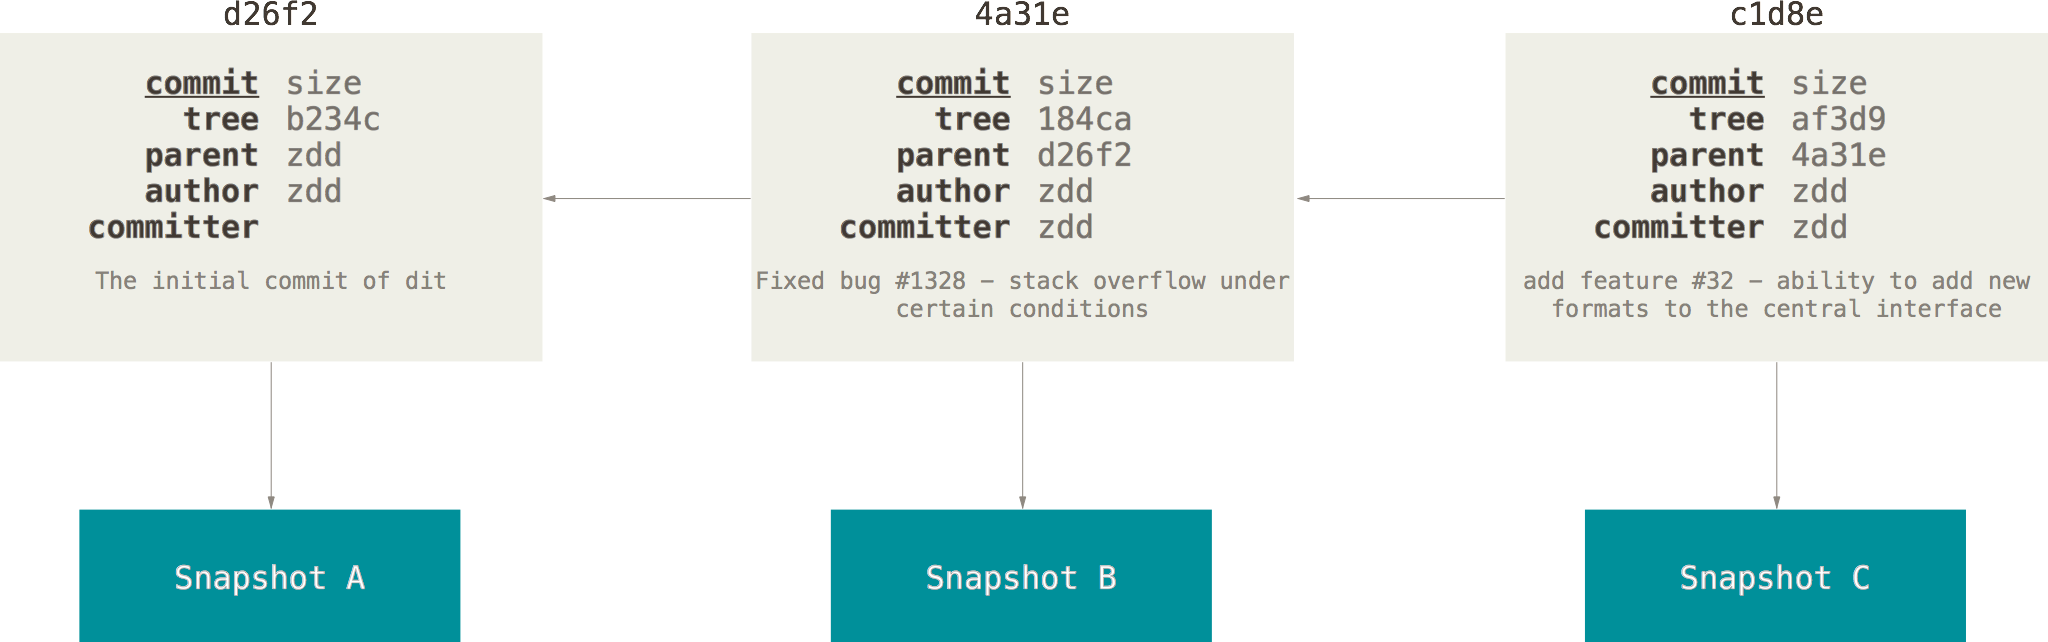 d26f2
commit size
tree b234c
parent zdd
author zdd
committer
The initial commit of dit
Snapshot A
4a31e
commit size
tree 184ca
parent d26f2
author zdd
committer zdd
Fixed bug #1328 – stack overflow under
certain conditions
Snapshot B
c1d8e
commit size
tree af3d9
parent 4a31e
author zdd
committer zdd
add feature #32 – ability to add new
formats to the central interface
Snapshot C